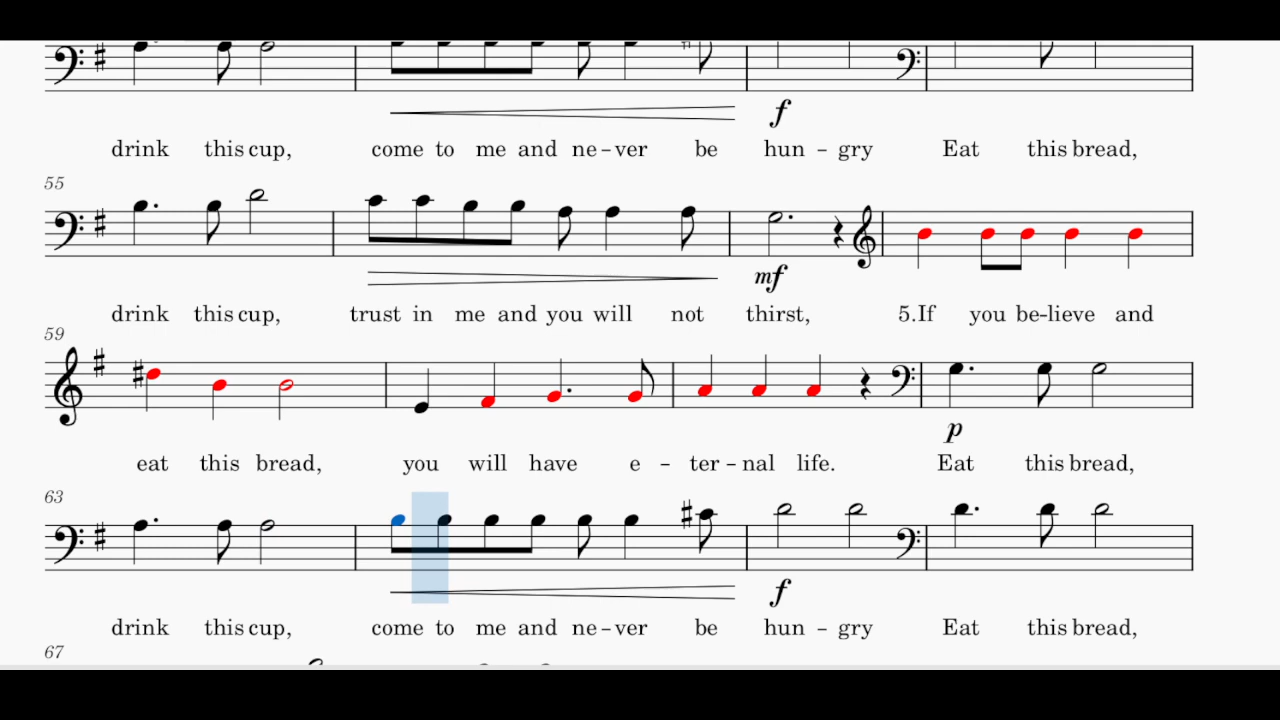 f
drink this cup, come to me and ne-ver be hun-gry Eat this bread,
55
mf
drink this cup, trust in me and you will not thirst, 5.If you be-lieve and
59
p
eat this bread, you will have e-ter-nal life. Eat this bread,
63
f
drink this cup, come to me and ne-ver be hun-gry Eat this bread,
67